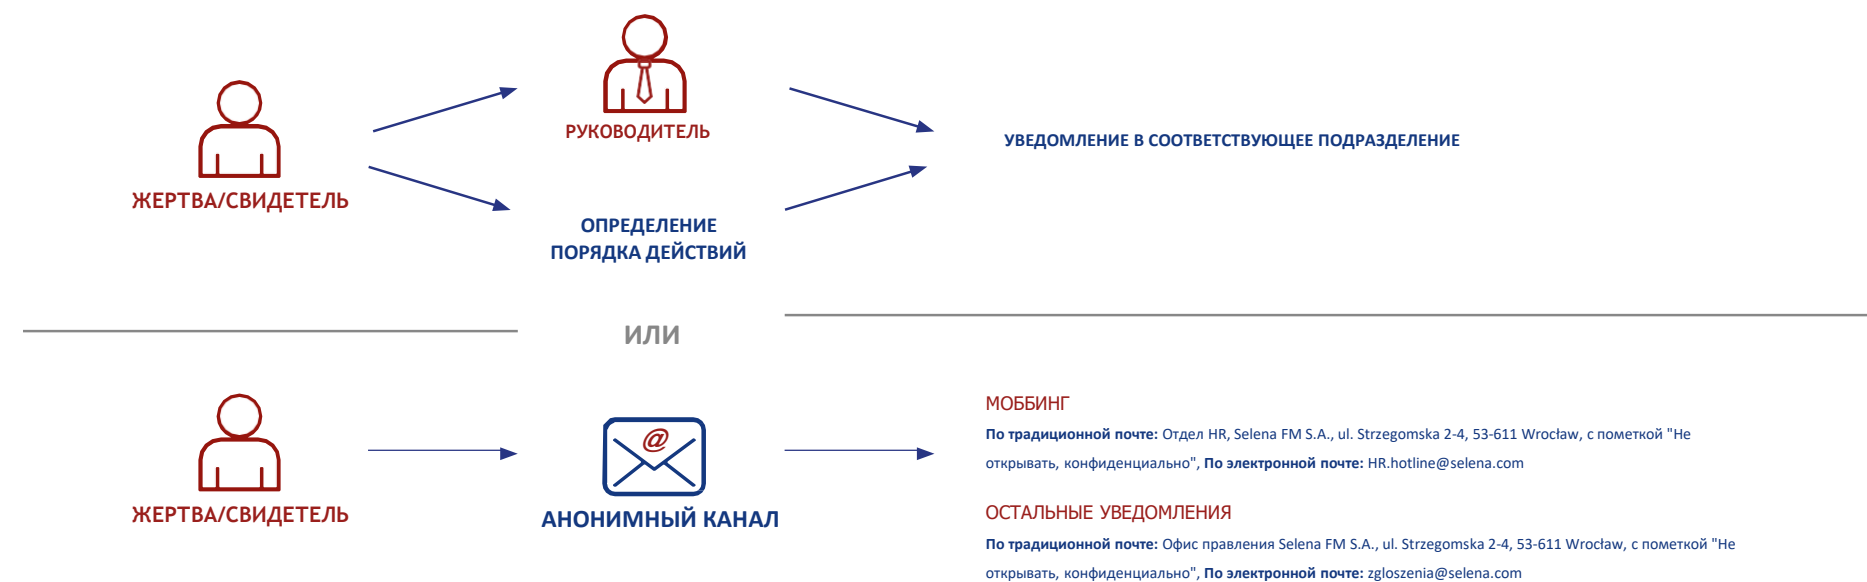 РУКОВОДИТЕЛЬ
УВЕДОМЛЕНИЕ В СООТВЕТСТВУЮЩЕЕ ПОДРАЗДЕЛЕНИЕ
ЖЕРТВА/СВИДЕТЕЛЬ
ОПРЕДЕЛЕНИЕ
ПОРЯДКА ДЕЙСТВИЙ
ИЛИ
МОББИНГ
По традиционной почте: Отдел HR, Selena FM S.A., ul. Strzegomska 2-4, 53-611 Wrocław, с пометкой "Не
открывать, конфиденциально", По электронной почте: HR.hotline@selena.com
@
ЖЕРТВА/СВИДЕТЕЛЬ
АНОНИМНЫЙ КАНАЛ
ОСТАЛЬНЫЕ УВЕДОМЛЕНИЯ
По традиционной почте: Офис правления Selena FM S.A., ul. Strzegomska 2-4, 53-611 Wrocław, с пометкой "Не
открывать, конфиденциально", По электронной почте: zgloszenia@selena.com